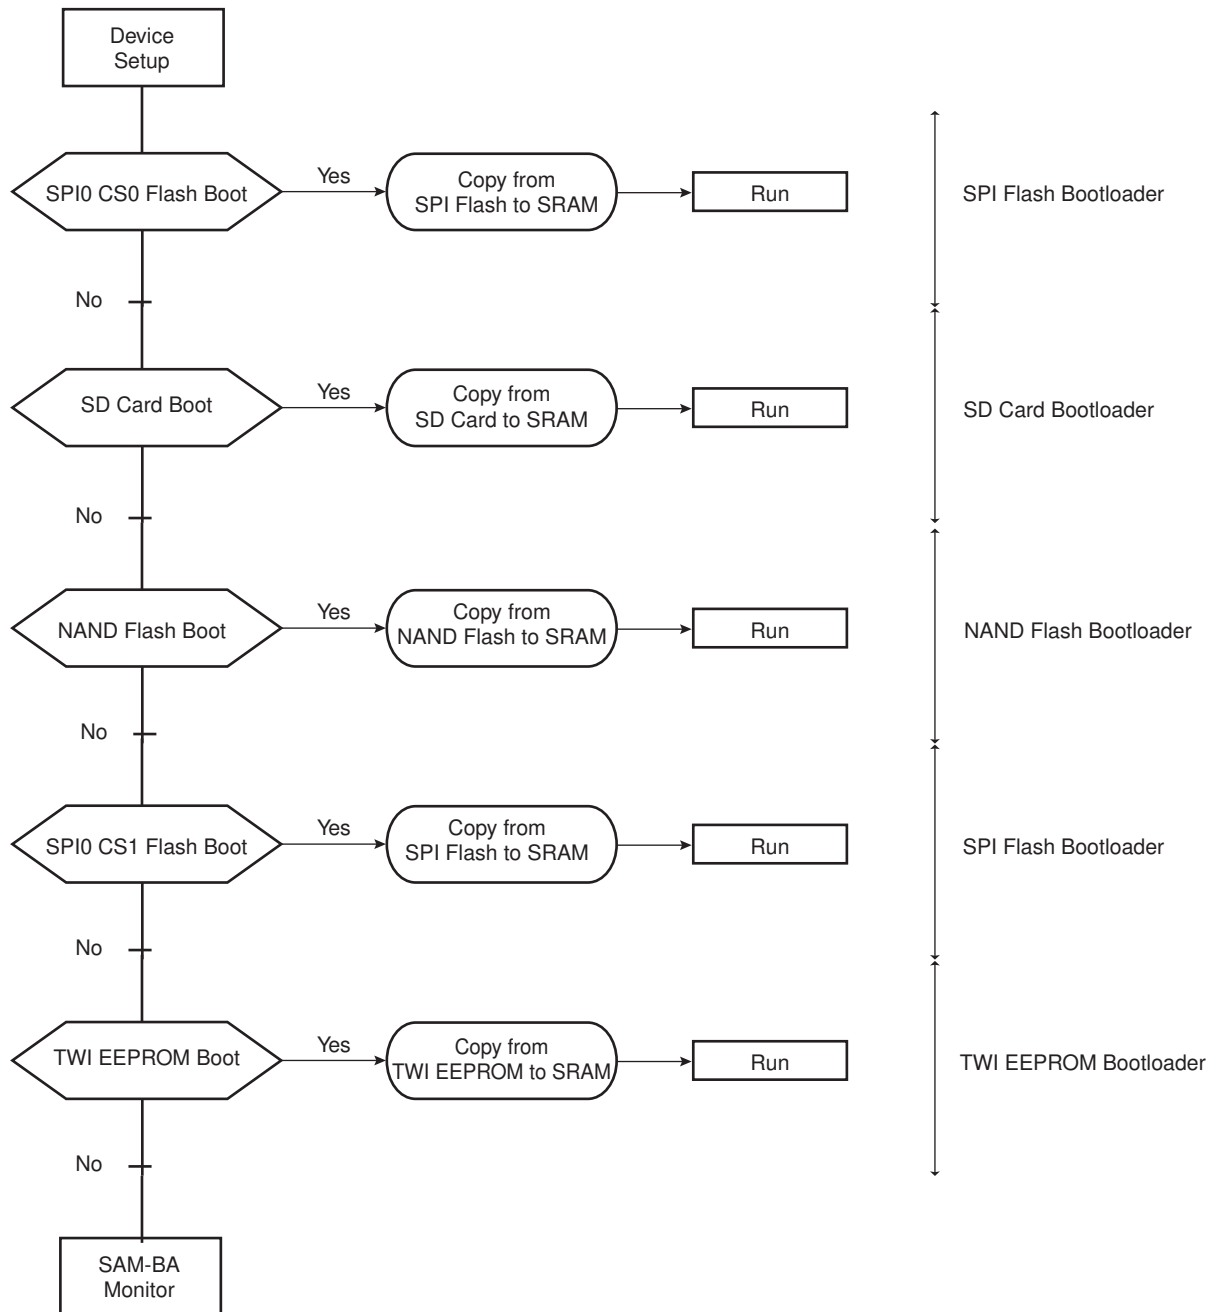 Device
Setup
SPI0 CS0 Flash Boot
Yes
Copy from
SPI Flash to SRAM
Run
SPI Flash Bootloader
No
SD Card Boot
Yes
Copy from
SD Card to SRAM
Run
SD Card Bootloader
No
NAND Flash Boot
Yes
Copy from
NAND Flash to SRAM
Run
NAND Flash Bootloader
No
SPI0 CS1 Flash Boot
Yes
Copy from
SPI Flash to SRAM
Run
SPI Flash Bootloader
No
TWI EEPROM Boot
Yes
Copy from
TWI EEPROM to SRAM
Run
TWI EEPROM Bootloader
No
SAM-BA
Monitor